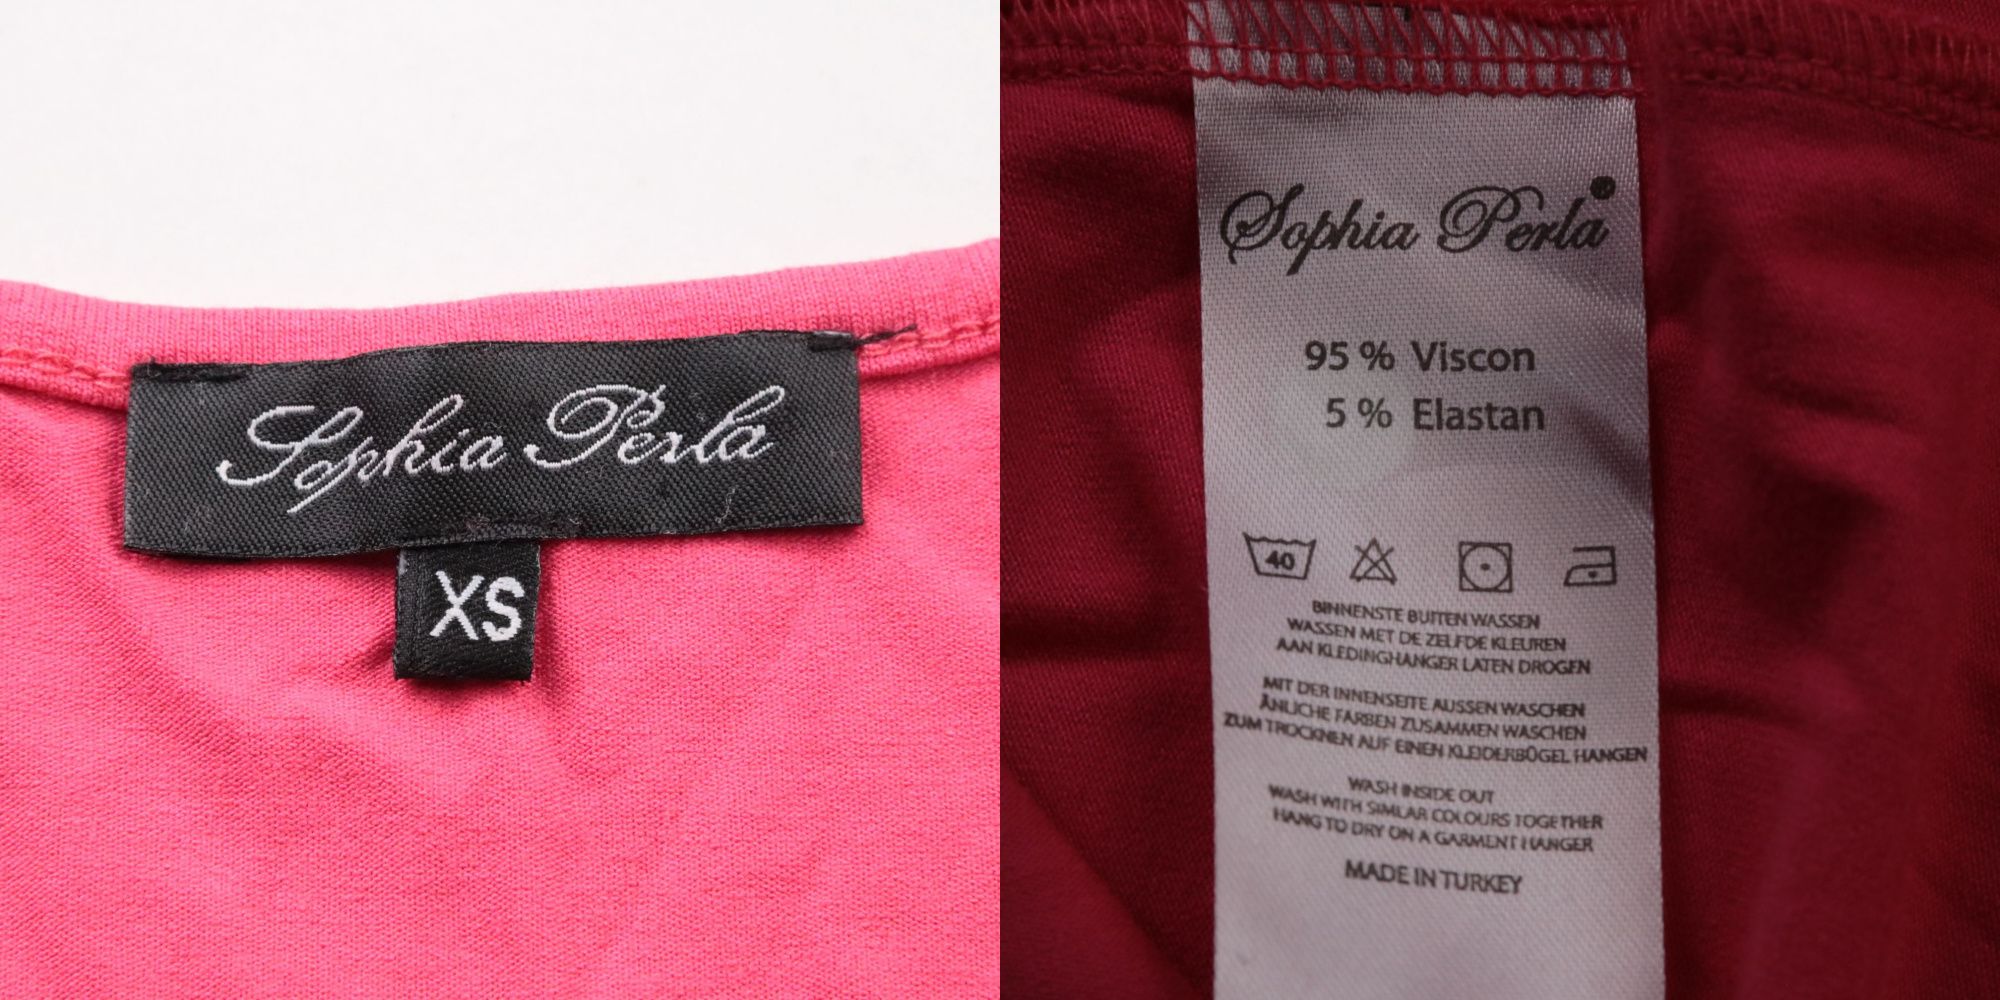 Sophia Perla
XS
Sophia Perla®
95 % Viscon
5 % Elastan
40
BINNENSTE BUITEN WASSEN
WASSEN MET DE ZELFDE KLEUREN
AAN KLEDINGHANGER LATEN DROGEN
MIT DER INNENSEITE AUSSEN WASCHEN
ÄNLICHE FARBEN ZUSAMMEN WASCHEN
ZUM TROCKNEN AUF EINEN KLEIDERBÜGEL HANGEN
WASH INSIDE OUT
WASH WITH SIMILAR COLOURS TOGETHER
HANG TO DRY ON A GARMENT HANGER
MADE IN TURKEY